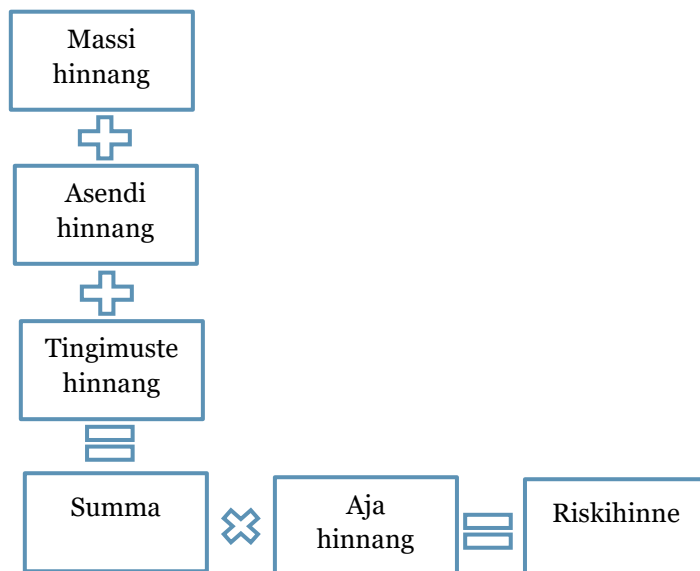 Massi
hinnang
Asendi
hinnang
Tingimuste
hinnang
Summa
Aja
hinnang
Riskihinne